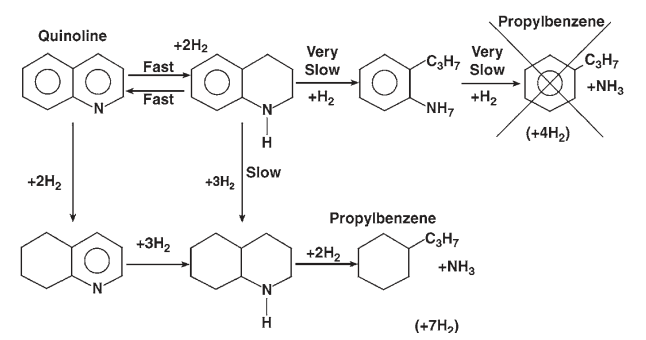 Propylbenzene
Quinoline
+2H₂
Fast
Fast
N
N
H
Very
Slow
+H₂
C₃H₇
NH₇
Very
Slow
+H₂
C₃H₇
+NH₃
(+4H₂)
+2H₂
+3H₂
Slow
N
+3H₂
N
H
+2H₂
Propylbenzene
C₃H₇
+NH₃
(+7H₂)